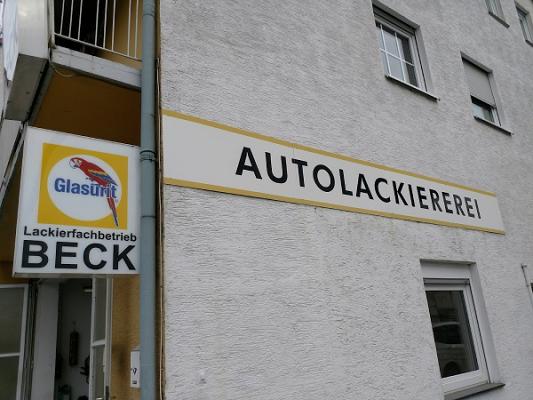 Glasurit
Lackierfachbetrieb
BECK
AUTOLACKIEREREI